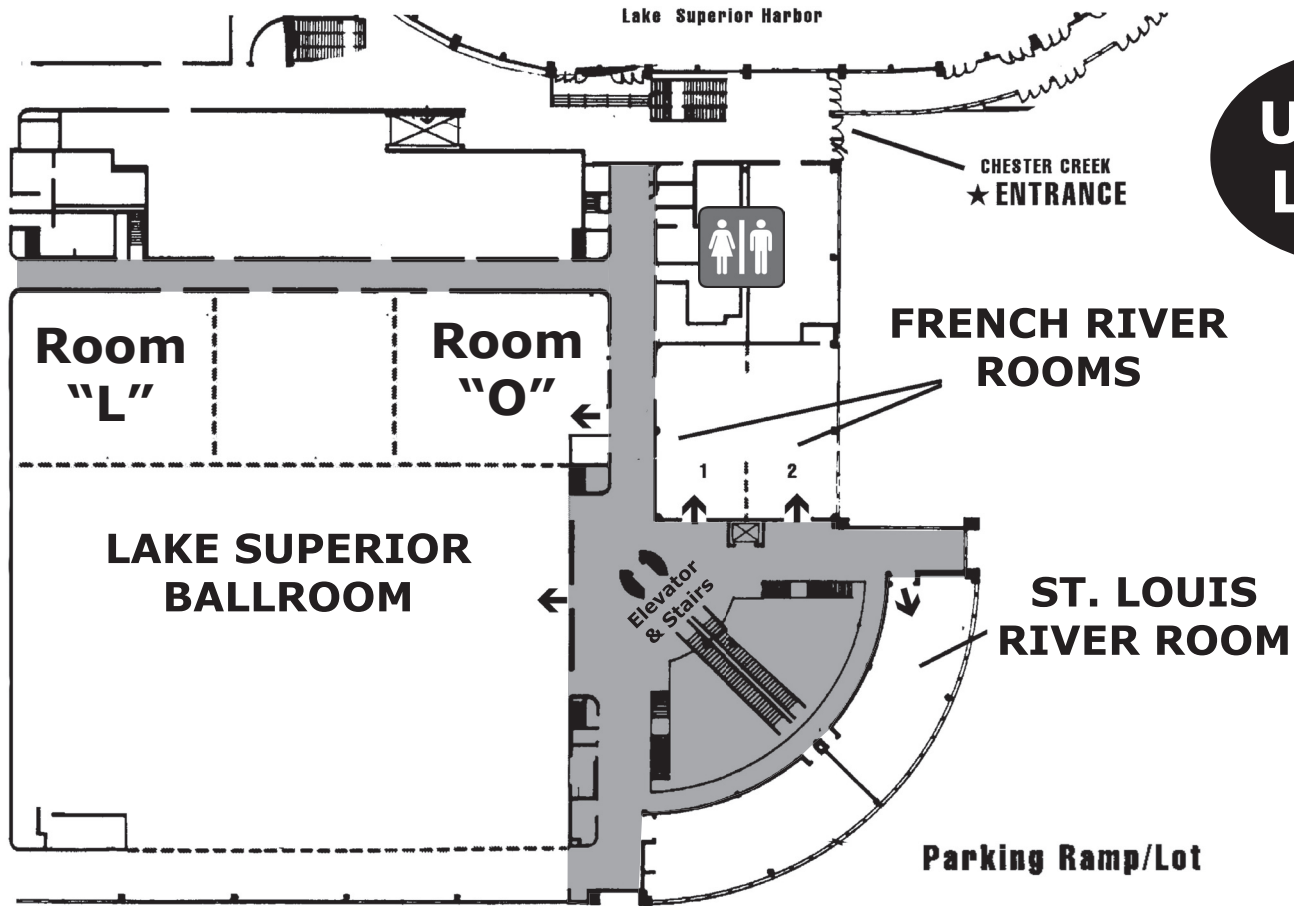 Lake Superior Harbor
CHESTER CREEK
★ ENTRANCE
Room
“L”
Room
“O”
FRENCH RIVER
ROOMS
1
2
LAKE SUPERIOR
BALLROOM
Elevator
& Stairs
ST. LOUIS
RIVER ROOM
Parking Ramp/Lot